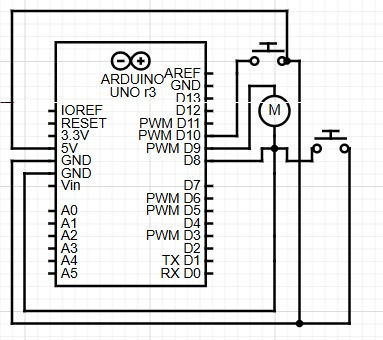 ARDUINO
UNO r3
AREF
GND
D13
IOREF D12
RESET PWM D11
3.3V PWM D10
5V PWM D9
GND D8
GND
Vin D7
PWM D6
A0 PWM D5
A1 D4
A2 PWM D3
A3 D2
A4 TX D1
A5 RX D0
M